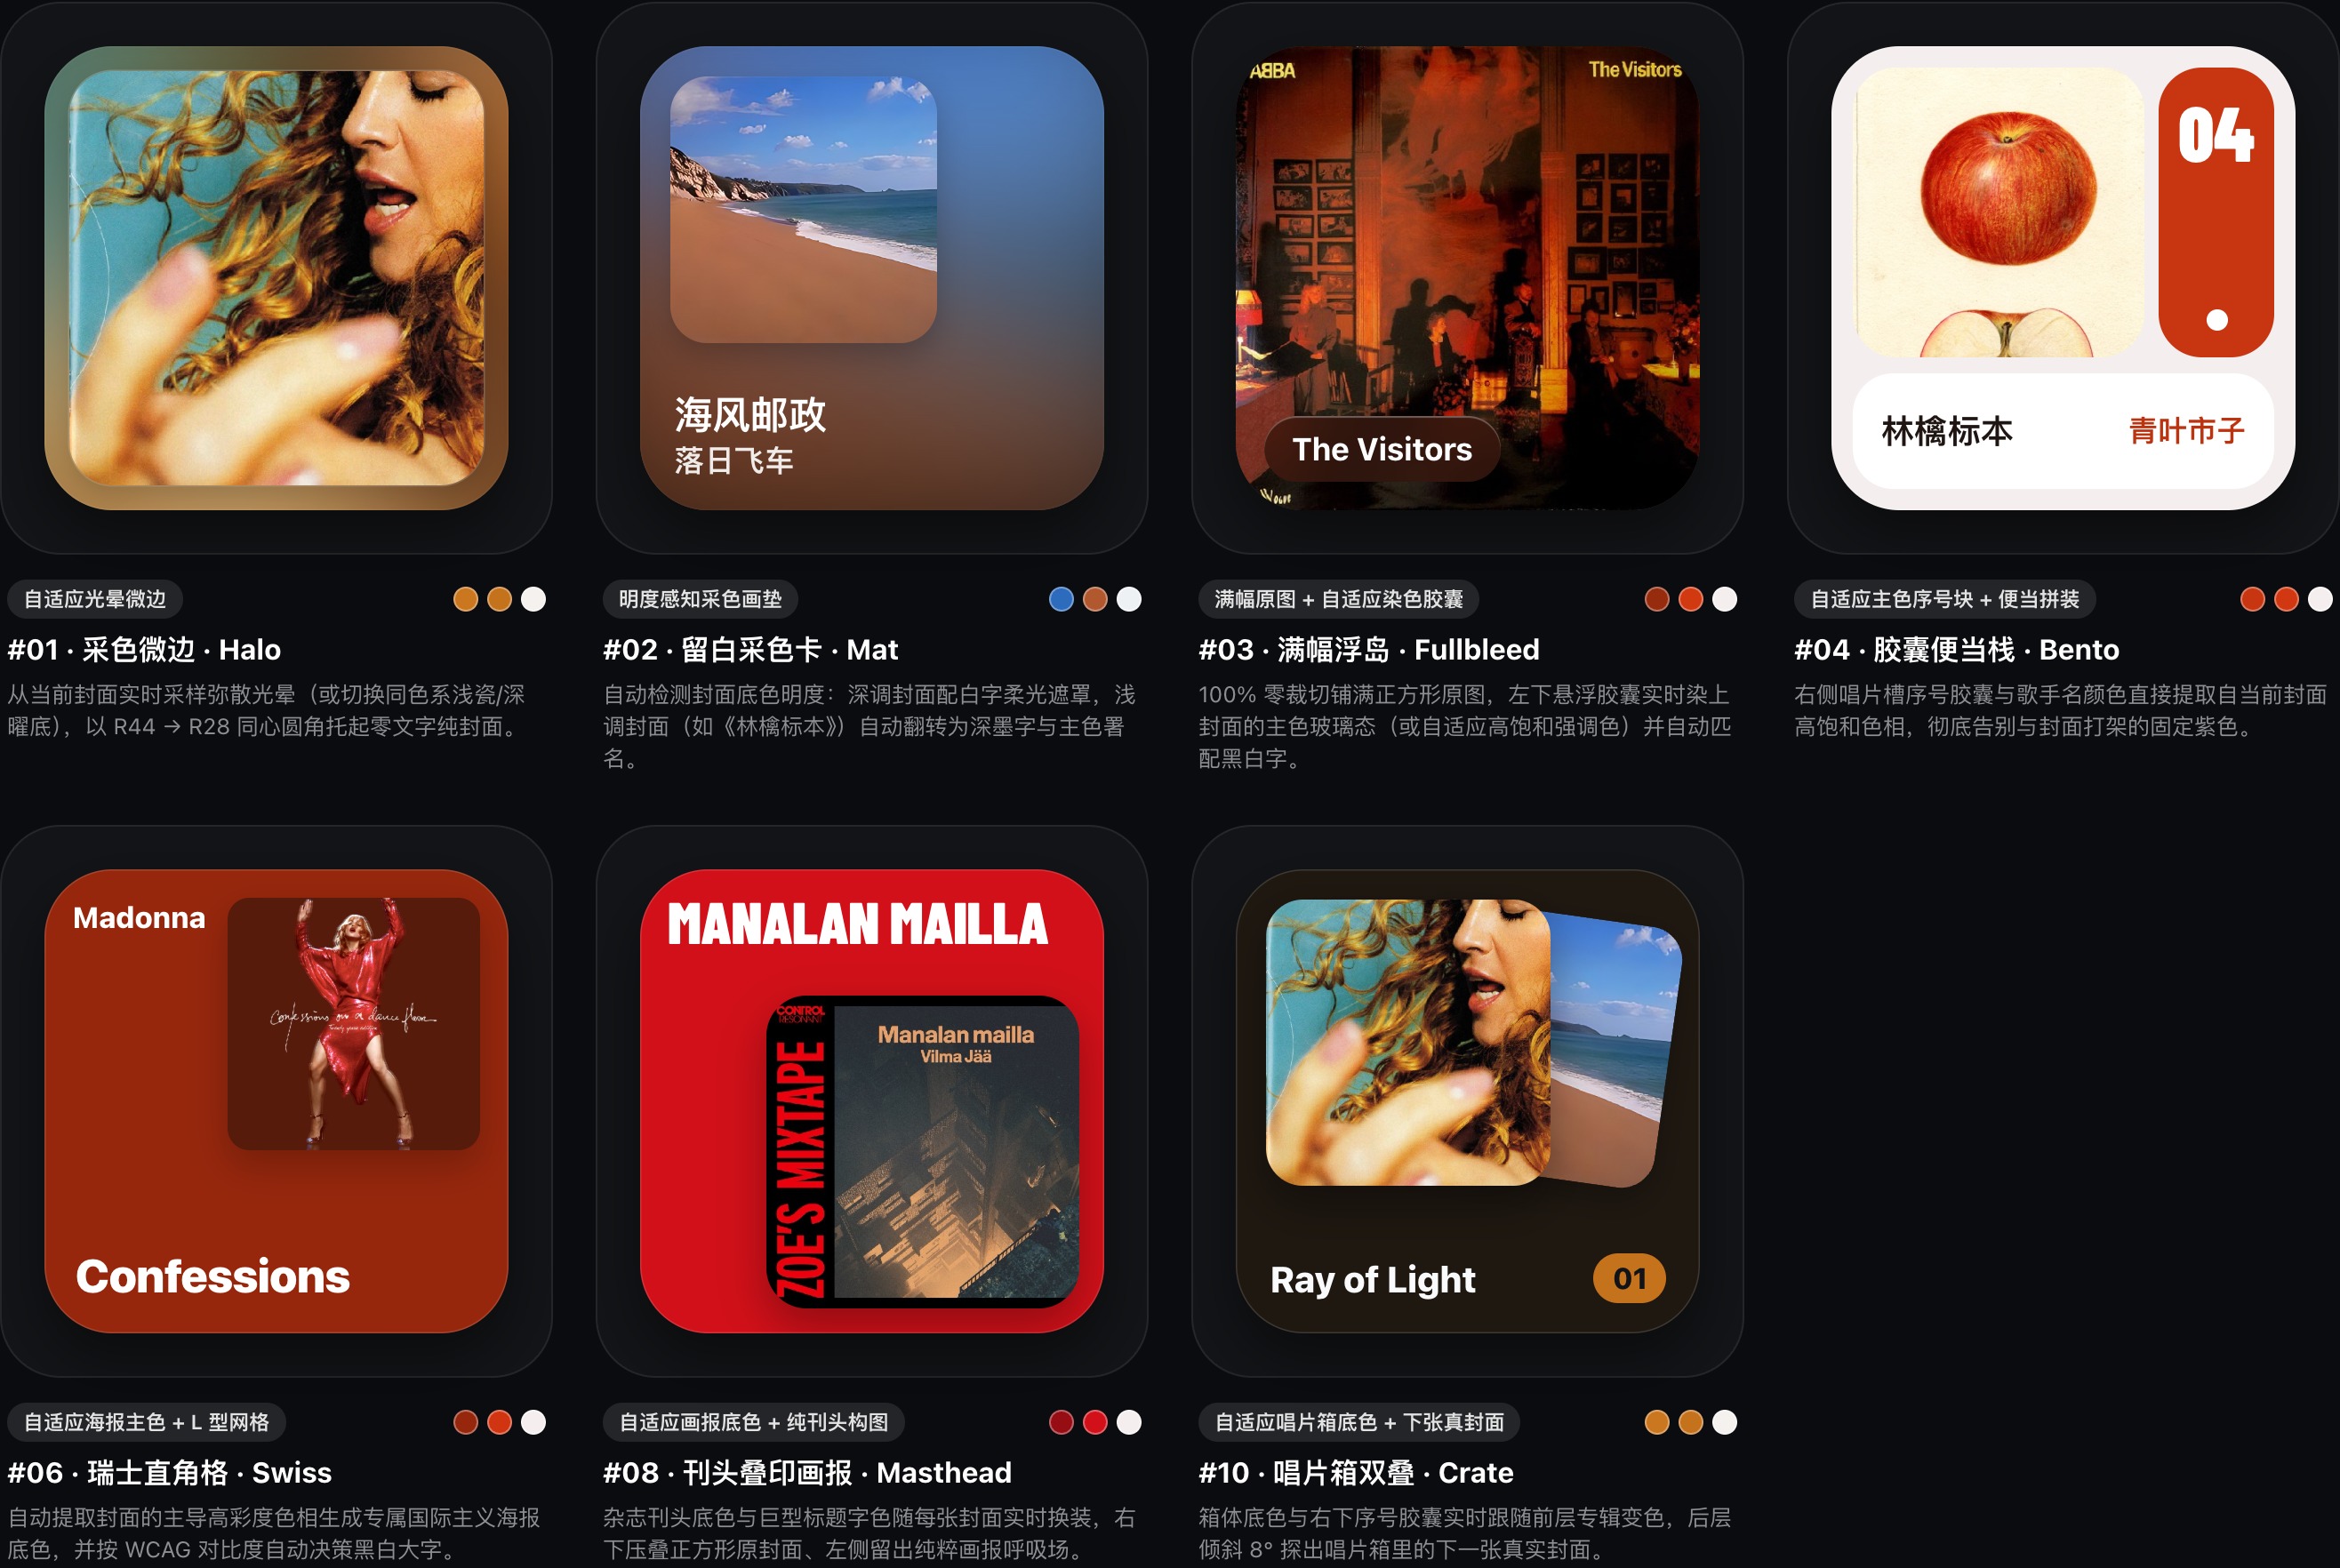 ABBA
The Visitors
The Visitors
04
海风邮政
落日飞车
林檎标本
青叶市子
自适应光晕微边
明度感知采色画垫
满幅原图 + 自适应染色胶囊
自适应主色序号块 + 便当拼装
#01 · 采色微边 · Halo
#02 · 留白采色卡 · Mat
#03 · 满幅浮岛 · Fullbleed
#04 · 胶囊便当栈 · Bento
从当前封面实时采样弥散光晕（或切换同色系浅瓷/深
曜底），以 R44 → R28 同心圆角托起零文字纯封面。
自动检测封面底色明度：深调封面配白字柔光遮罩，浅
调封面（如《林檎标本》）自动翻转为深墨字与主色署
名。
100% 零裁切铺满正方形原图，左下悬浮胶囊实时染上
封面的主色玻璃态（或自适应高饱和强调色）并自动匹
配黑白字。
右侧唱片槽序号胶囊与歌手名颜色直接提取自当前封面
高饱和色相，彻底告别与封面打架的固定紫色。
Madonna
Confessions on a dance floor
Confessions
MANALAN MAILLA
CONTROL
RESONANT
ZOE'S MIXTAPE
Manalan mailla
Vilma Jää
Ray of Light
01
自适应海报主色 + L 型网格
自适应画报底色 + 纯刊头构图
自适应唱片箱底色 + 下张真封面
#06 · 瑞士直角格 · Swiss
#08 · 刊头叠印画报 · Masthead
#10 · 唱片箱双叠 · Crate
自动提取封面的主导高彩度色相生成专属国际主义海报
底色，并按 WCAG 对比度自动决策黑白大字。
杂志刊头底色与巨型标题字色随每张封面实时换装，右
下压叠正方形原封面、左侧留出纯粹画报呼吸场。
箱体底色与右下序号胶囊实时跟随前层专辑变色，后层
倾斜 8° 探出唱片箱里的下一张真实封面。